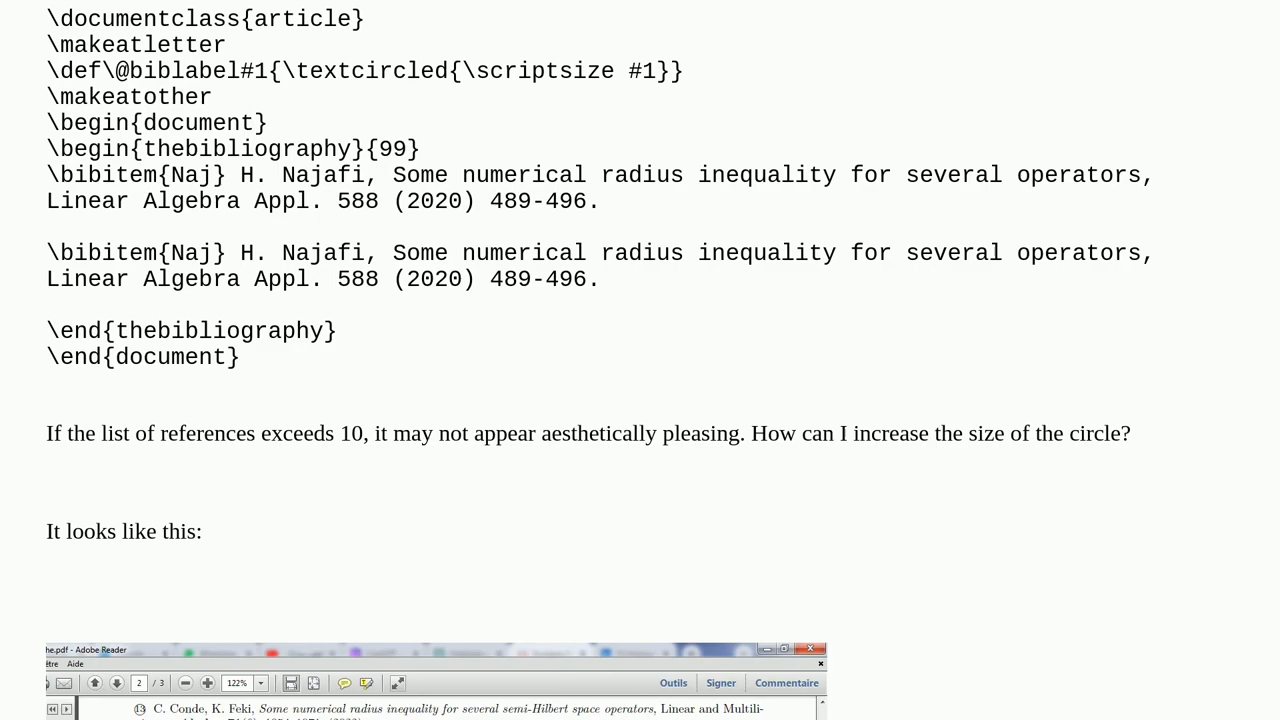 \documentclass{article}
\makeatletter
\def\@biblabel#1{\textcircled{\scriptsize #1}}
\makeatother
\begin{document}
\begin{thebibliography}{99}
\bibitem{Naj} H. Najafi, Some numerical radius inequality for several operators,
Linear Algebra Appl. 588 (2020) 489-496.
\bibitem{Naj} H. Najafi, Some numerical radius inequality for several operators,
Linear Algebra Appl. 588 (2020) 489-496.
\end{thebibliography}
\end{document}
If the list of references exceeds 10, it may not appear aesthetically pleasing. How can I increase the size of the circle?
It looks like this:
he.pdf - Adobe Reader
être Aide
2 / 3 122% Outils Signer Commentaire
13 C. Conde, K. Feki, Some numerical radius inequality for several semi-Hilbert space operators, Linear and Multili-